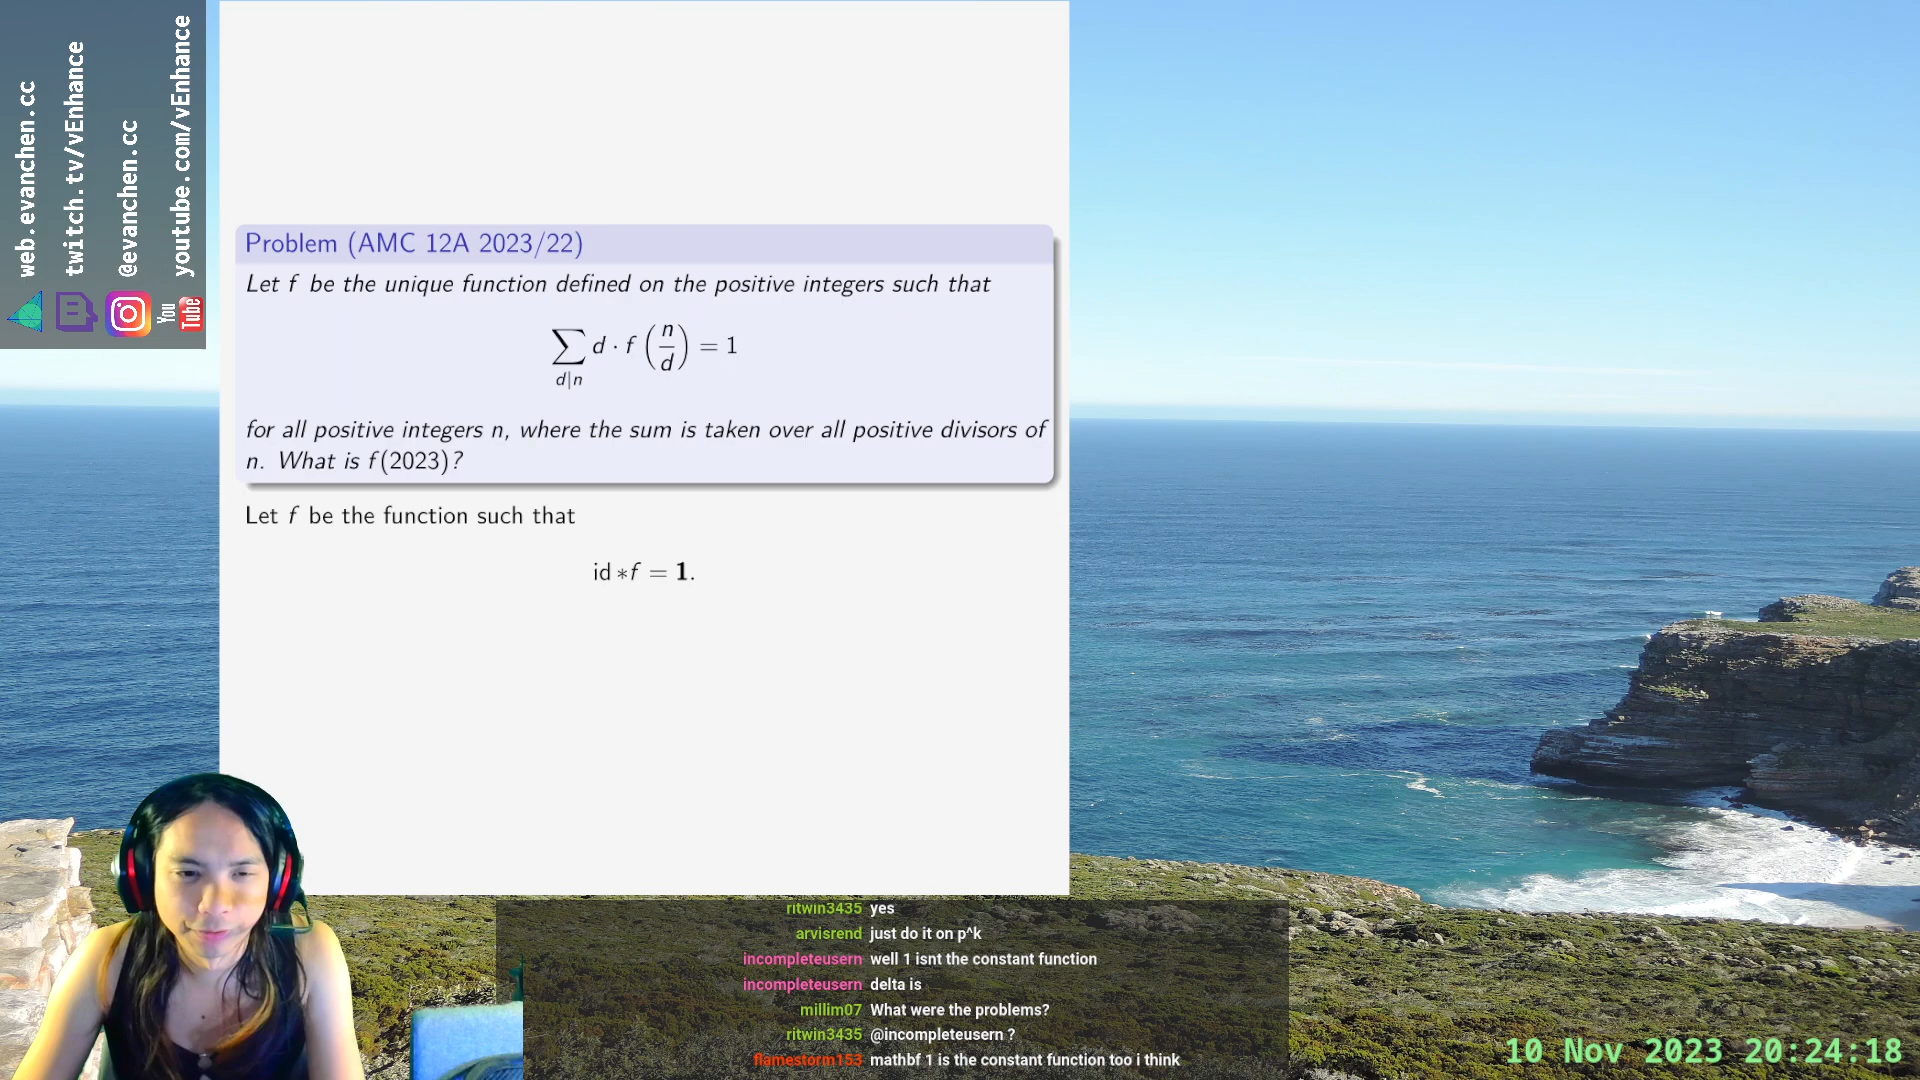 web.evanchen.cc
twitch.tv/vEnhance
@evanchen.cc
youtube.com/vEnhance
You
Tube
Problem (AMC 12A 2023/22)
Let f be the unique function defined on the positive integers such that
∑_{d|n} d · f(n/d) = 1
for all positive integers n, where the sum is taken over all positive divisors of
n. What is f(2023)?
Let f be the function such that
id ∗f = 𝟏.
ritwin3435 yes
arvisrend just do it on p^k
incompleteusern well 1 isnt the constant function
incompleteusern delta is
millim07 What were the problems?
ritwin3435 @incompleteusern ?
flamestorm153 mathbf 1 is the constant function too i think
10 Nov 2023 20:24:18